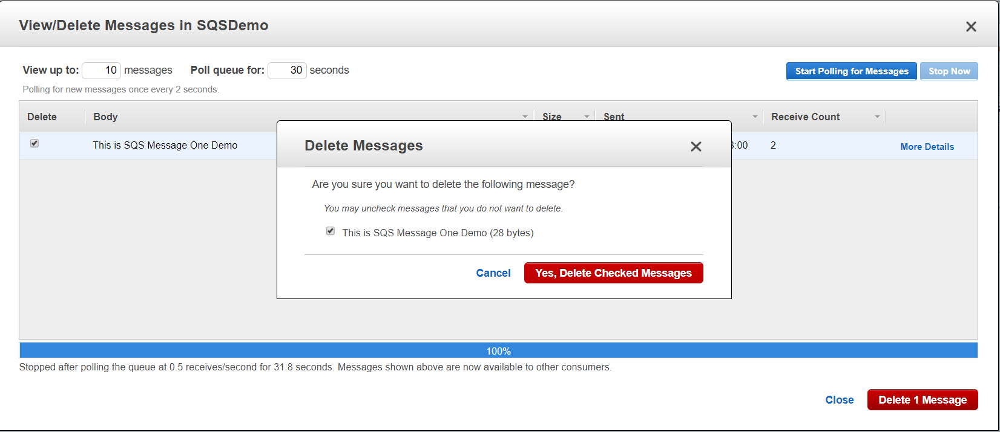 View/Delete Messages in SQSDemo
View up to: 10 messages Poll queue for: 30 seconds
Start Polling for Messages Stop Now
Polling for new messages once every 2 seconds.
Delete Body Size Sent Receive Count
This is SQS Message One Demo :00 2 More Details
Delete Messages
Are you sure you want to delete the following message?
You may uncheck messages that you do not want to delete.
This is SQS Message One Demo (28 bytes)
Cancel Yes, Delete Checked Messages
100%
Stopped after polling the queue at 0.5 receives/second for 31.8 seconds. Messages shown above are now available to other consumers.
Close Delete 1 Message